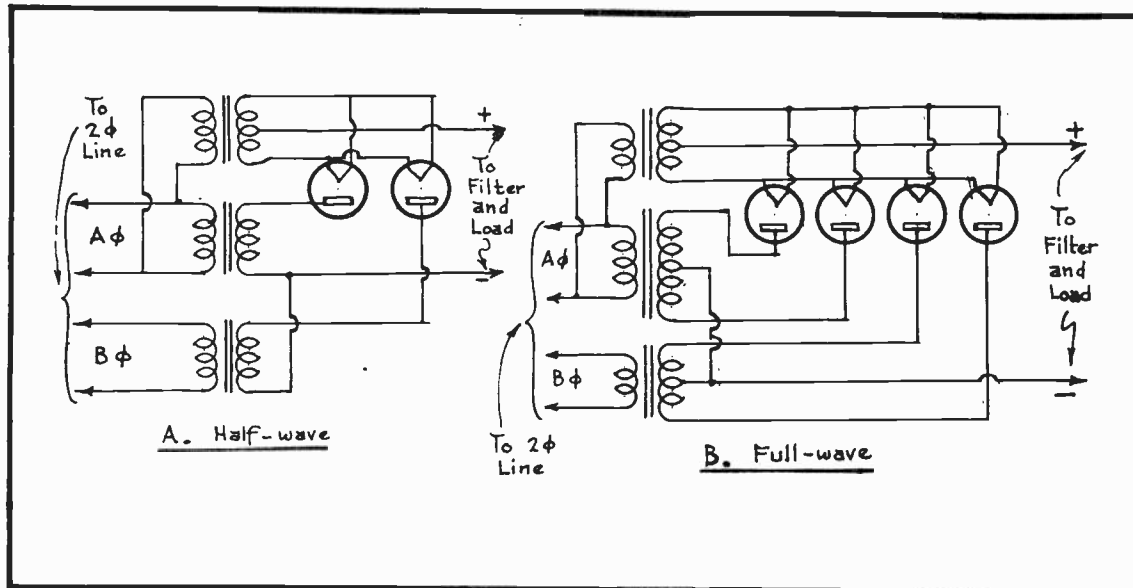 To
2ϕ
Line
Aϕ
Bϕ
+
To
Filter
and
Load
−
A. Half-wave
Aϕ
Bϕ
To 2ϕ
Line
+
To
Filter
and
Load
−
B. Full-wave